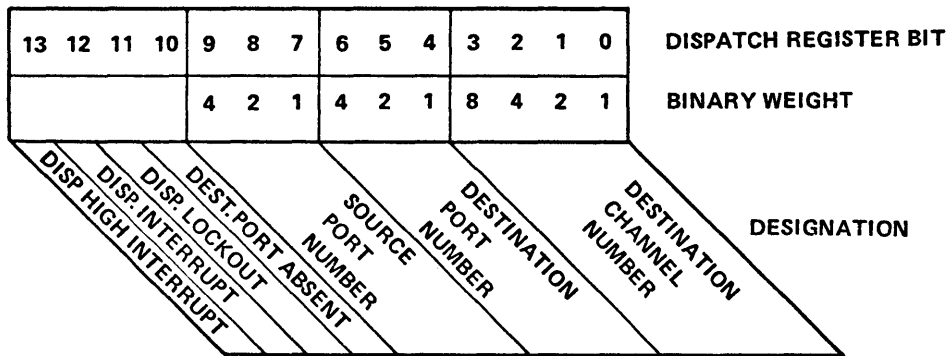 13 12 11 10 9 8 7 6 5 4 3 2 1 0 DISPATCH REGISTER BIT
4 2 1 4 2 1 8 4 2 1 BINARY WEIGHT
DISP HIGH INTERRUPT
DISP. INTERRUPT
DISP. LOCKOUT
DEST. PORT ABSENT
SOURCE
PORT
NUMBER
DESTINATION
PORT
NUMBER
DESTINATION
CHANNEL
NUMBER
DESIGNATION